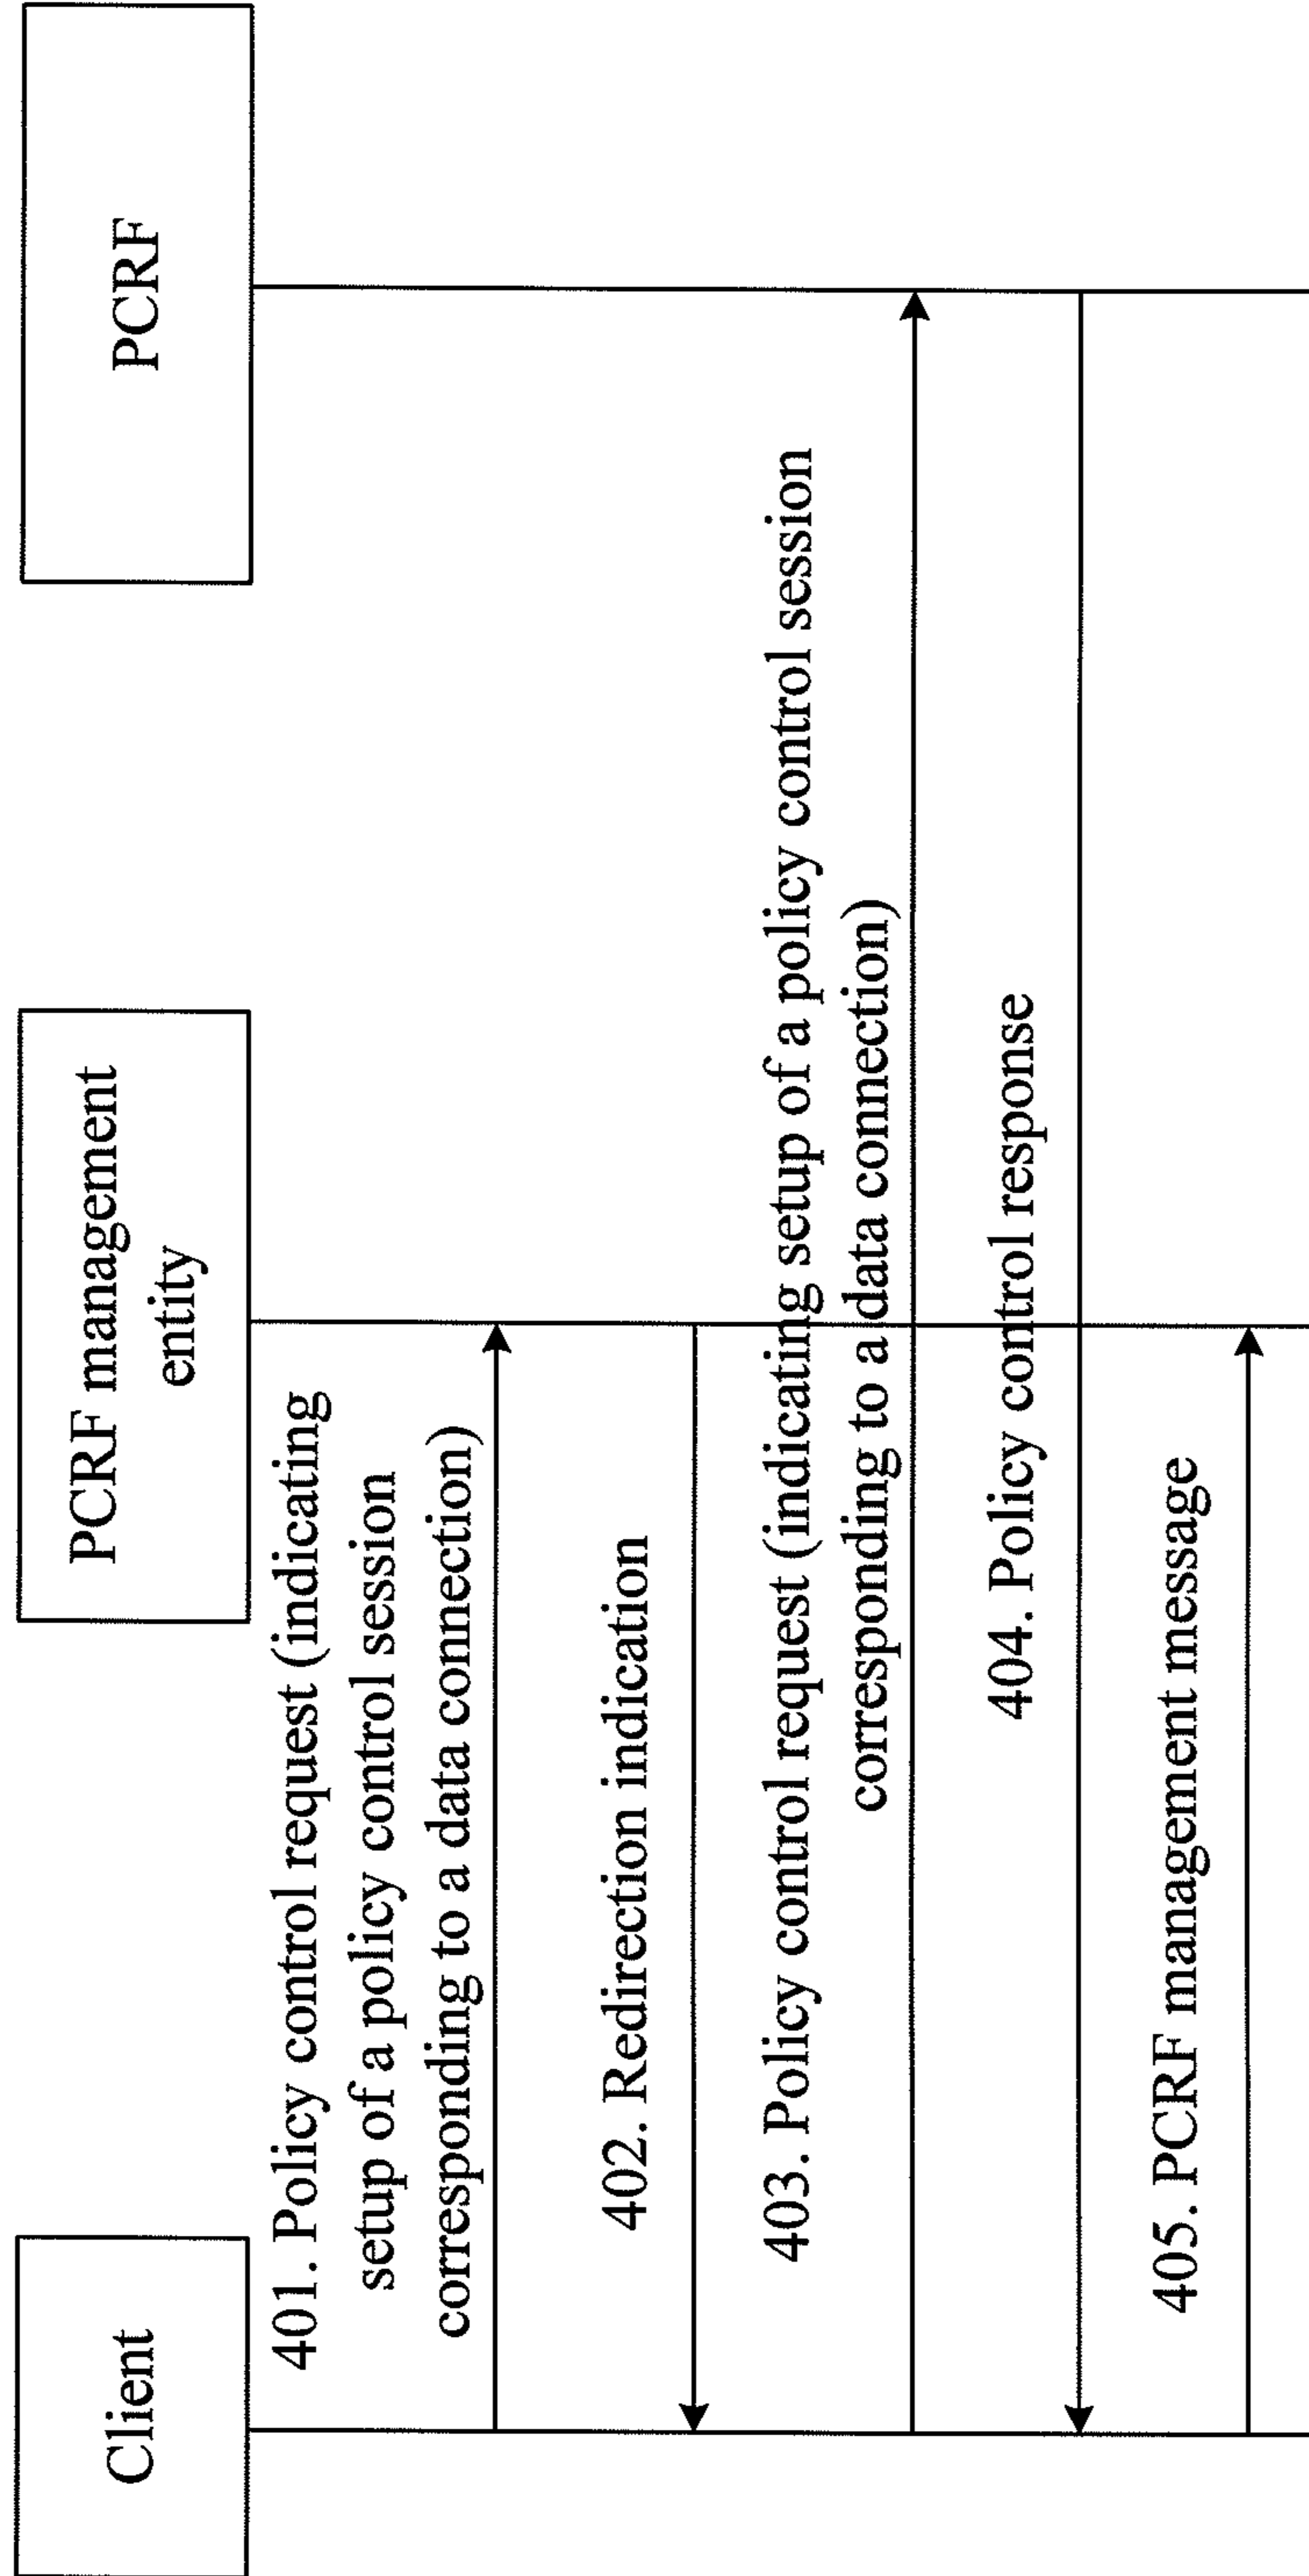 Client
PCRF management
entity
PCRF
401. Policy control request (indicating
setup of a policy control session
corresponding to a data connection)
402. Redirection indication
403. Policy control request (indicating setup of a policy control session
corresponding to a data connection)
404. Policy control response
405. PCRF management message